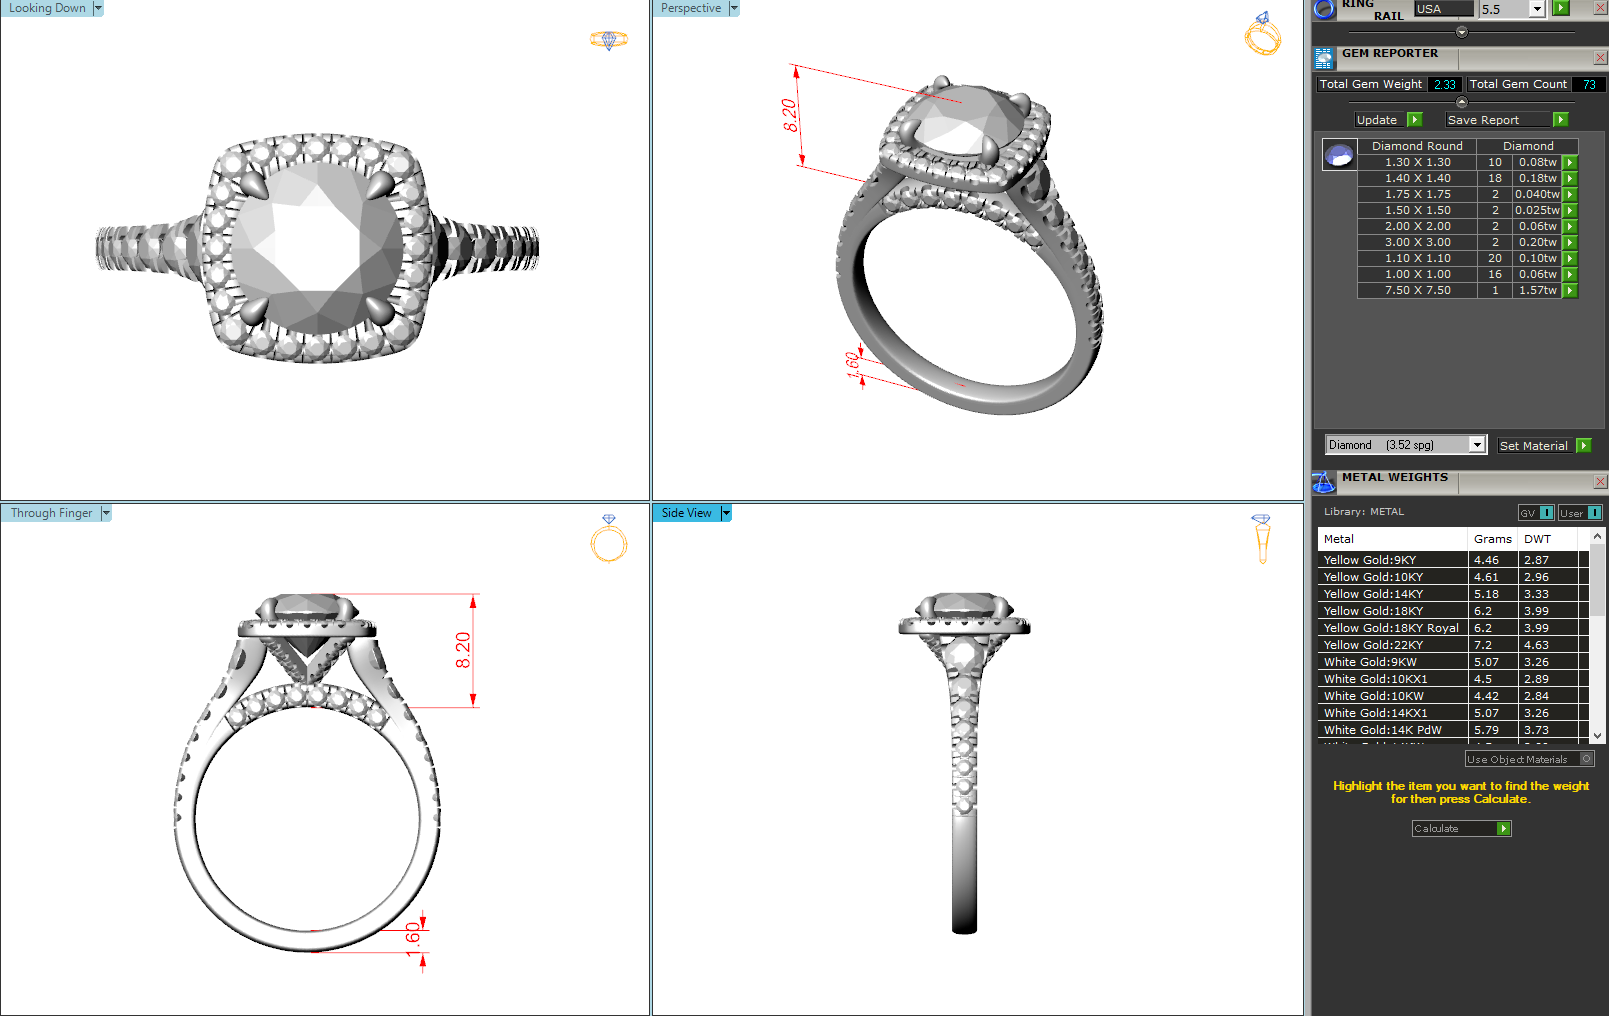 Looking Down
Perspective
8.20
1.60
Through Finger
8.20
1.60
Side View
RING
RAIL
USA
5.5
GEM REPORTER
Total Gem Weight 2.33 Total Gem Count 73
Update Save Report
Diamond Round Diamond
1.30 X 1.30 10 0.08tw
1.40 X 1.40 18 0.18tw
1.75 X 1.75 2 0.040tw
1.50 X 1.50 2 0.025tw
2.00 X 2.00 2 0.06tw
3.00 X 3.00 2 0.20tw
1.10 X 1.10 20 0.10tw
1.00 X 1.00 16 0.06tw
7.50 X 7.50 1 1.57tw
Diamond (3.52 spg) Set Material
METAL WEIGHTS
Library: METAL GV User
Metal Grams DWT
Yellow Gold:9KY 4.46 2.87
Yellow Gold:10KY 4.61 2.96
Yellow Gold:14KY 5.18 3.33
Yellow Gold:18KY 6.2 3.99
Yellow Gold:18KY Royal 6.2 3.99
Yellow Gold:22KY 7.2 4.63
White Gold:9KW 5.07 3.26
White Gold:10KX1 4.5 2.89
White Gold:10KW 4.42 2.84
White Gold:14KX1 5.07 3.26
White Gold:14K PdW 5.79 3.73
Use Object Materials
Highlight the item you want to find the weight
for then press Calculate.
Calculate